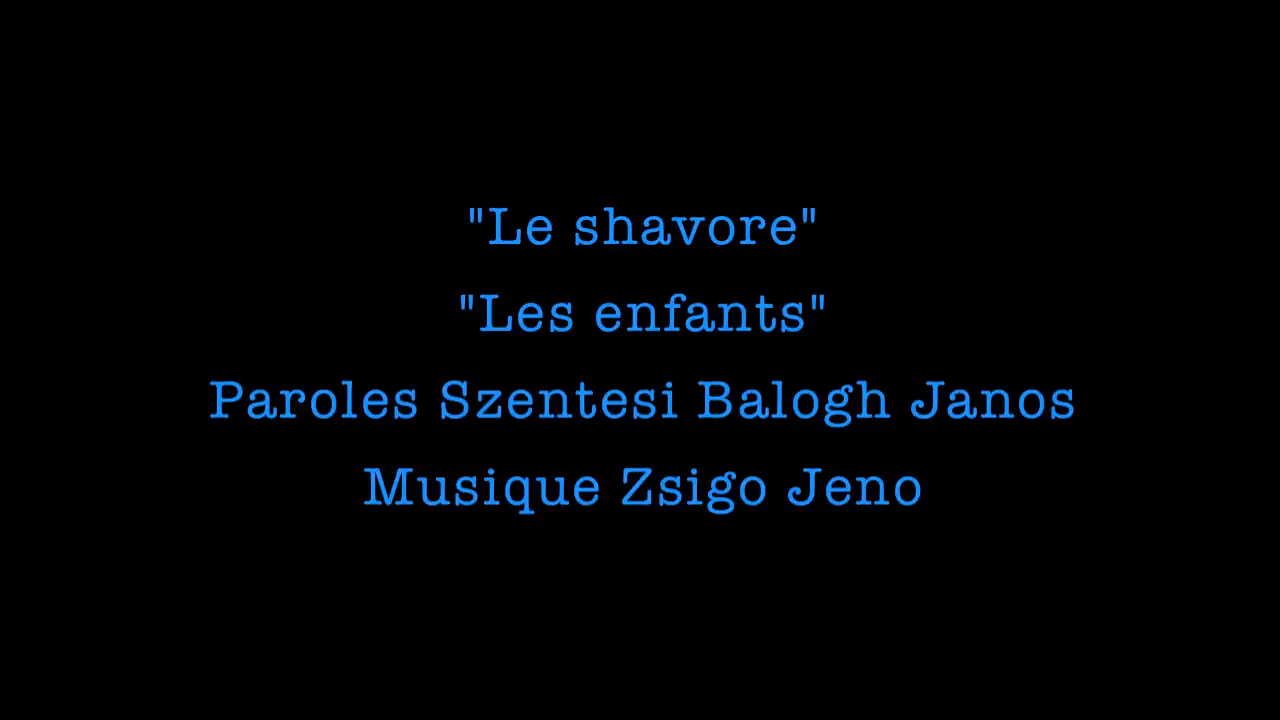 "Le shavore"
"Les enfants"
Paroles Szentesi Balogh Janos
Musique Zsigo Jeno